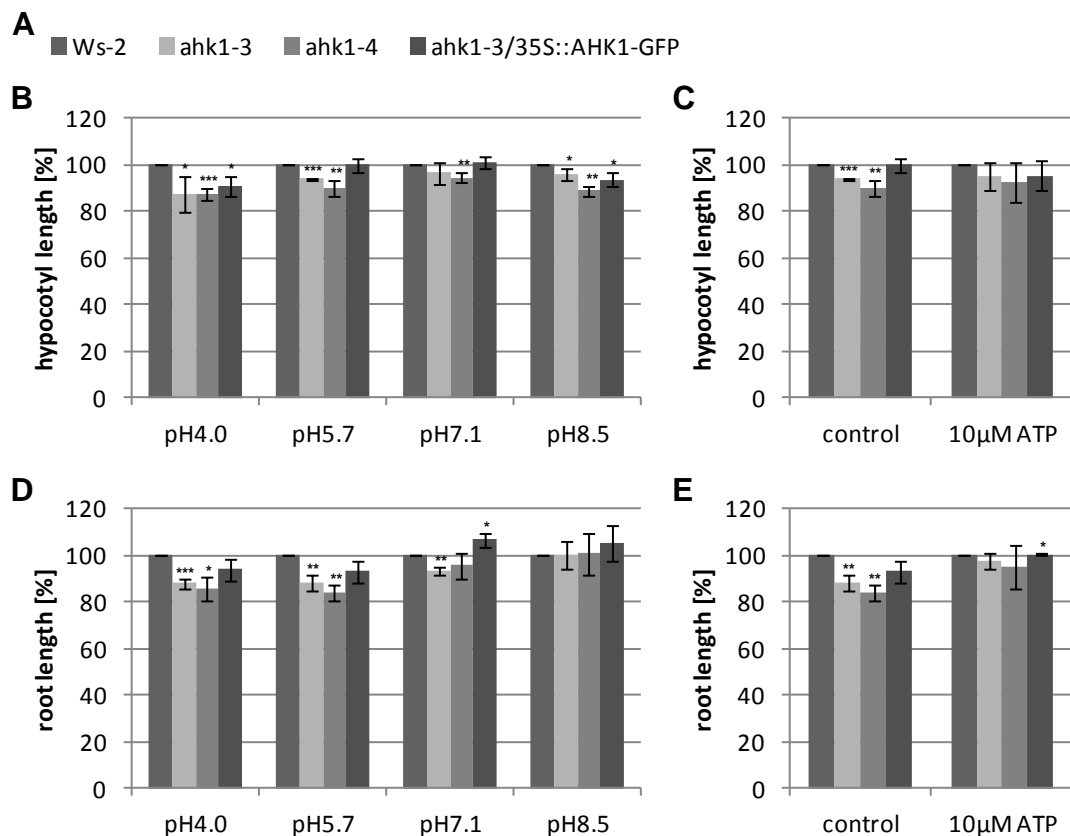 A
Ws-2 ahk1-3 ahk1-4 ahk1-3/35S::AHK1-GFP
B
hypocotyl length [%]
120
100
80
60
40
20
0
* *** * *** ** ** * ** *
pH4.0 pH5.7 pH7.1 pH8.5
C
hypocotyl length [%]
120
100
80
60
40
20
0
*** **
control 10µM ATP
D
root length [%]
120
100
80
60
40
20
0
*** * ** ** ** *
pH4.0 pH5.7 pH7.1 pH8.5
E
root length [%]
120
100
80
60
40
20
0
** ** *
control 10µM ATP